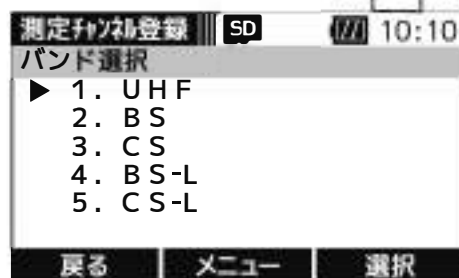 測定ﾁｬﾝﾈﾙ登録 SD 10:10
バンド選択
▶ 1. UHF
2. BS
3. CS
4. BS-L
5. CS-L
戻る メニュー 選択